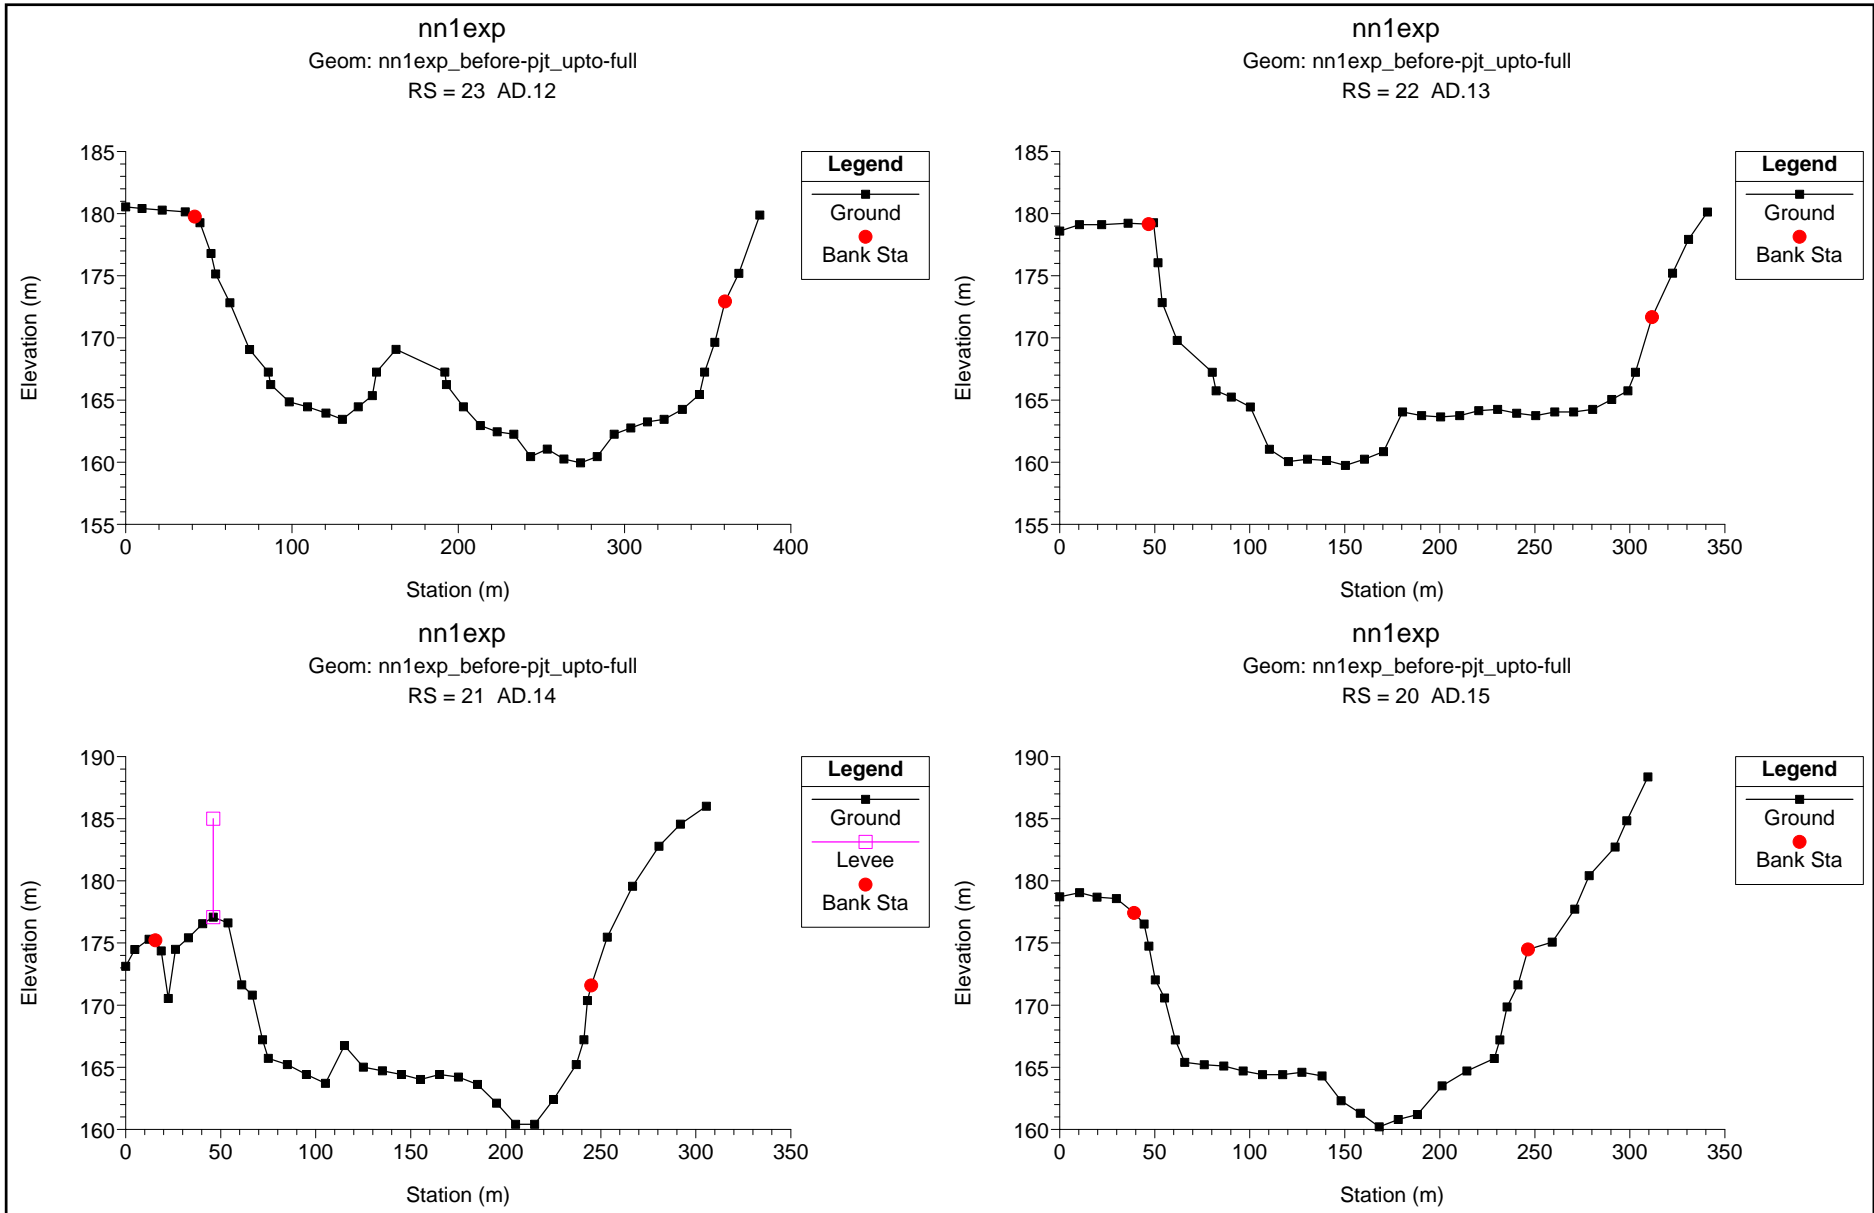 nn1exp
Geom: nn1exp_before-pjt_upto-full
RS = 23 AD.12
185
180
175
170
165
160
155
0
100
200
300
400
Elevation (m)
Station (m)
Legend
Ground
Bank Sta
nn1exp
Geom: nn1exp_before-pjt_upto-full
RS = 22 AD.13
185
180
175
170
165
160
155
0
50
100
150
200
250
300
350
Elevation (m)
Station (m)
Legend
Ground
Bank Sta
nn1exp
Geom: nn1exp_before-pjt_upto-full
RS = 21 AD.14
190
185
180
175
170
165
160
0
50
100
150
200
250
300
350
Elevation (m)
Station (m)
Legend
Ground
Levee
Bank Sta
nn1exp
Geom: nn1exp_before-pjt_upto-full
RS = 20 AD.15
190
185
180
175
170
165
160
0
50
100
150
200
250
300
350
Elevation (m)
Station (m)
Legend
Ground
Bank Sta